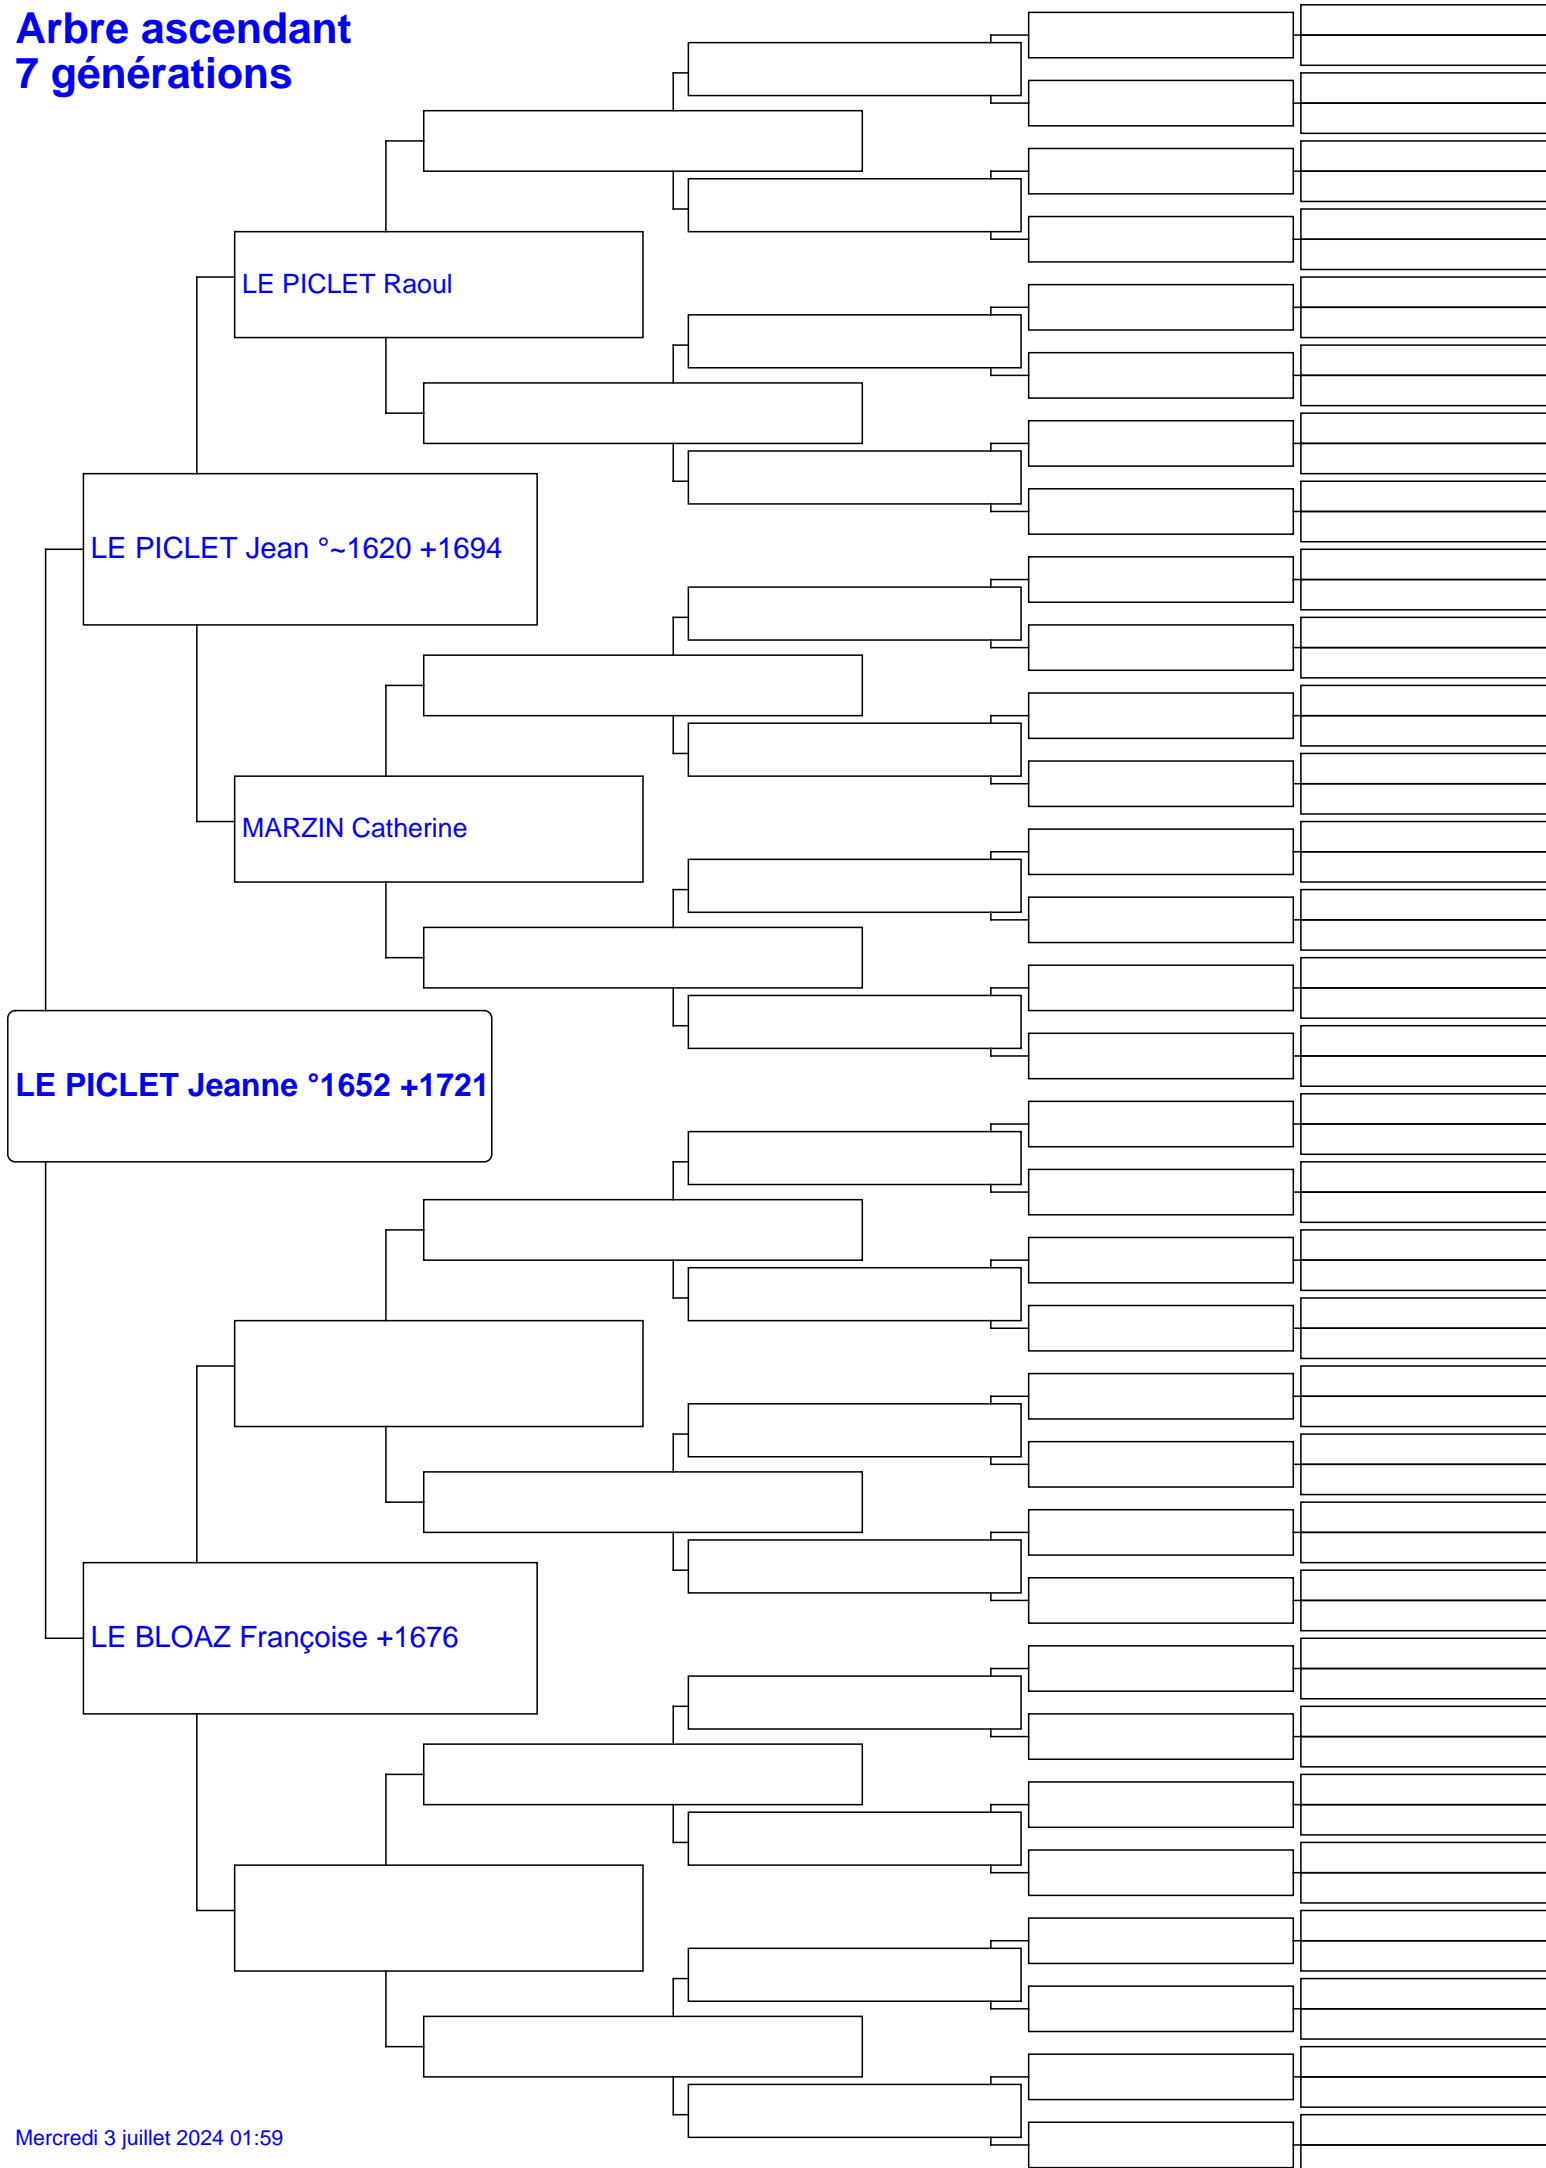 Arbre ascendant
7 générations
LE PICLET Raoul
LE PICLET Jean °~1620 +1694
MARZIN Catherine
LE PICLET Jeanne °1652 +1721
LE BLOAZ Françoise +1676
Mercredi 3 juillet 2024 01:59